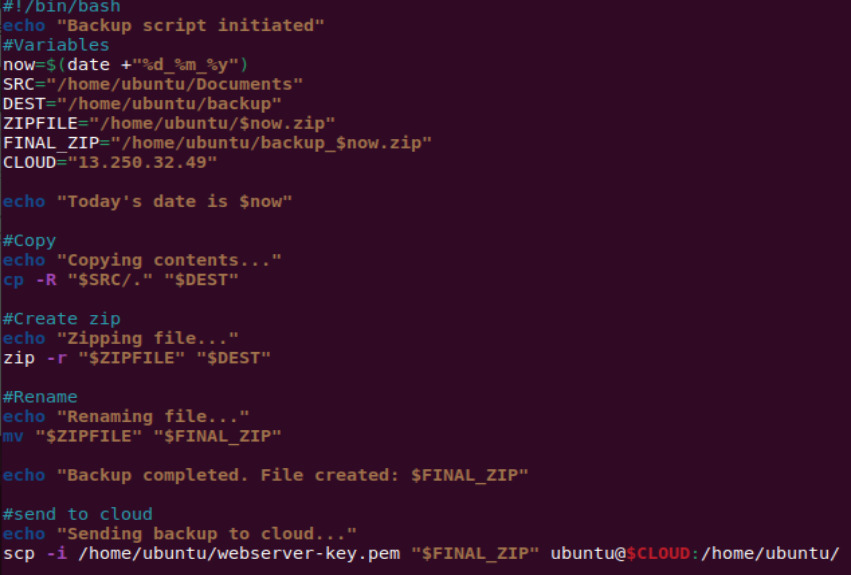 #!/bin/bash
echo "Backup script initiated"
#Variables
now=$(date +"%d_%m_%y")
SRC="/home/ubuntu/Documents"
DEST="/home/ubuntu/backup"
ZIPFILE="/home/ubuntu/$now.zip"
FINAL_ZIP="/home/ubuntu/backup_$now.zip"
CLOUD="13.250.32.49"
echo "Today's date is $now"
#Copy
echo "Copying contents..."
cp -R "$SRC/." "$DEST"
#Create zip
echo "Zipping file..."
zip -r "$ZIPFILE" "$DEST"
#Rename
echo "Renaming file..."
mv "$ZIPFILE" "$FINAL_ZIP"
echo "Backup completed. File created: $FINAL_ZIP"
#send to cloud
echo "Sending backup to cloud..."
scp -i /home/ubuntu/webserver-key.pem "$FINAL_ZIP" ubuntu@$CLOUD:/home/ubuntu/